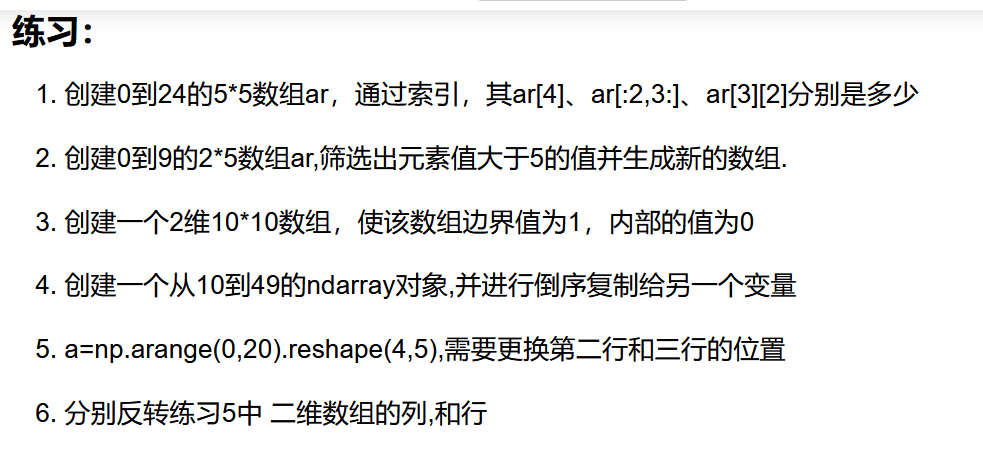 练习：
1. 创建0到24的5*5数组ar，通过索引，其ar[4]、ar[:2,3:]、ar[3][2]分别是多少
2. 创建0到9的2*5数组ar,筛选出元素值大于5的值并生成新的数组.
3. 创建一个2维10*10数组，使该数组边界值为1，内部的值为0
4. 创建一个从10到49的ndarray对象,并进行倒序复制给另一个变量
5. a=np.arange(0,20).reshape(4,5),需要更换第二行和三行的位置
6. 分别反转练习5中 二维数组的列,和行